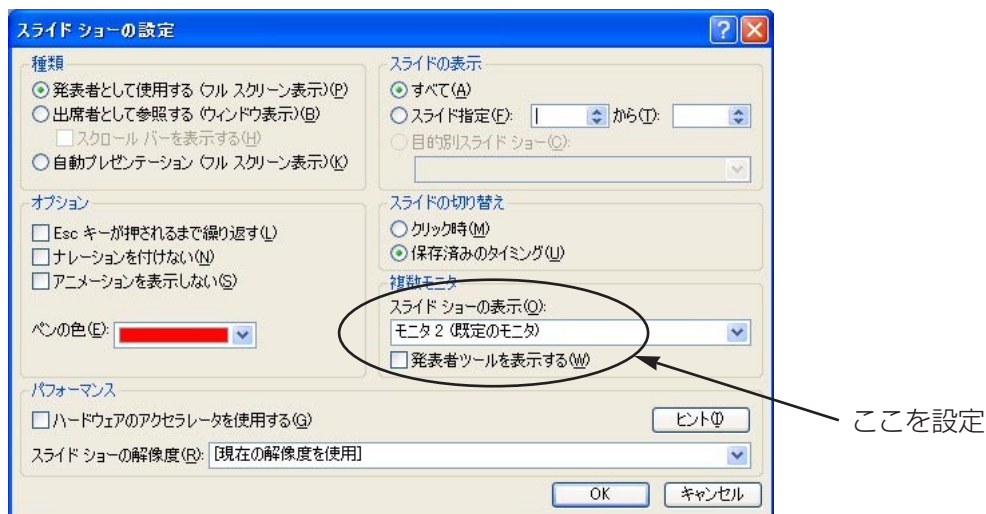 スライド ショーの設定
種類
発表者として使用する (フル スクリーン表示)(P)
出席者として参照する (ウィンドウ表示)(B)
スクロール バーを表示する(H)
自動プレゼンテーション (フル スクリーン表示)(K)
スライドの表示
すべて(A)
スライド指定(F): から(T):
目的別スライド ショー(C):
オプション
Esc キーが押されるまで繰り返す(L)
ナレーションを付けない(N)
アニメーションを表示しない(S)
ペンの色(E):
スライドの切り替え
クリック時(M)
保存済みのタイミング(U)
複数モニタ
スライド ショーの表示(O):
モニタ 2 (既定のモニタ)
発表者ツールを表示する(W)
ここを設定
パフォーマンス
ハードウェアのアクセラレータを使用する(G)
ヒント(I)
スライド ショーの解像度(R): [現在の解像度を使用]
OK キャンセル